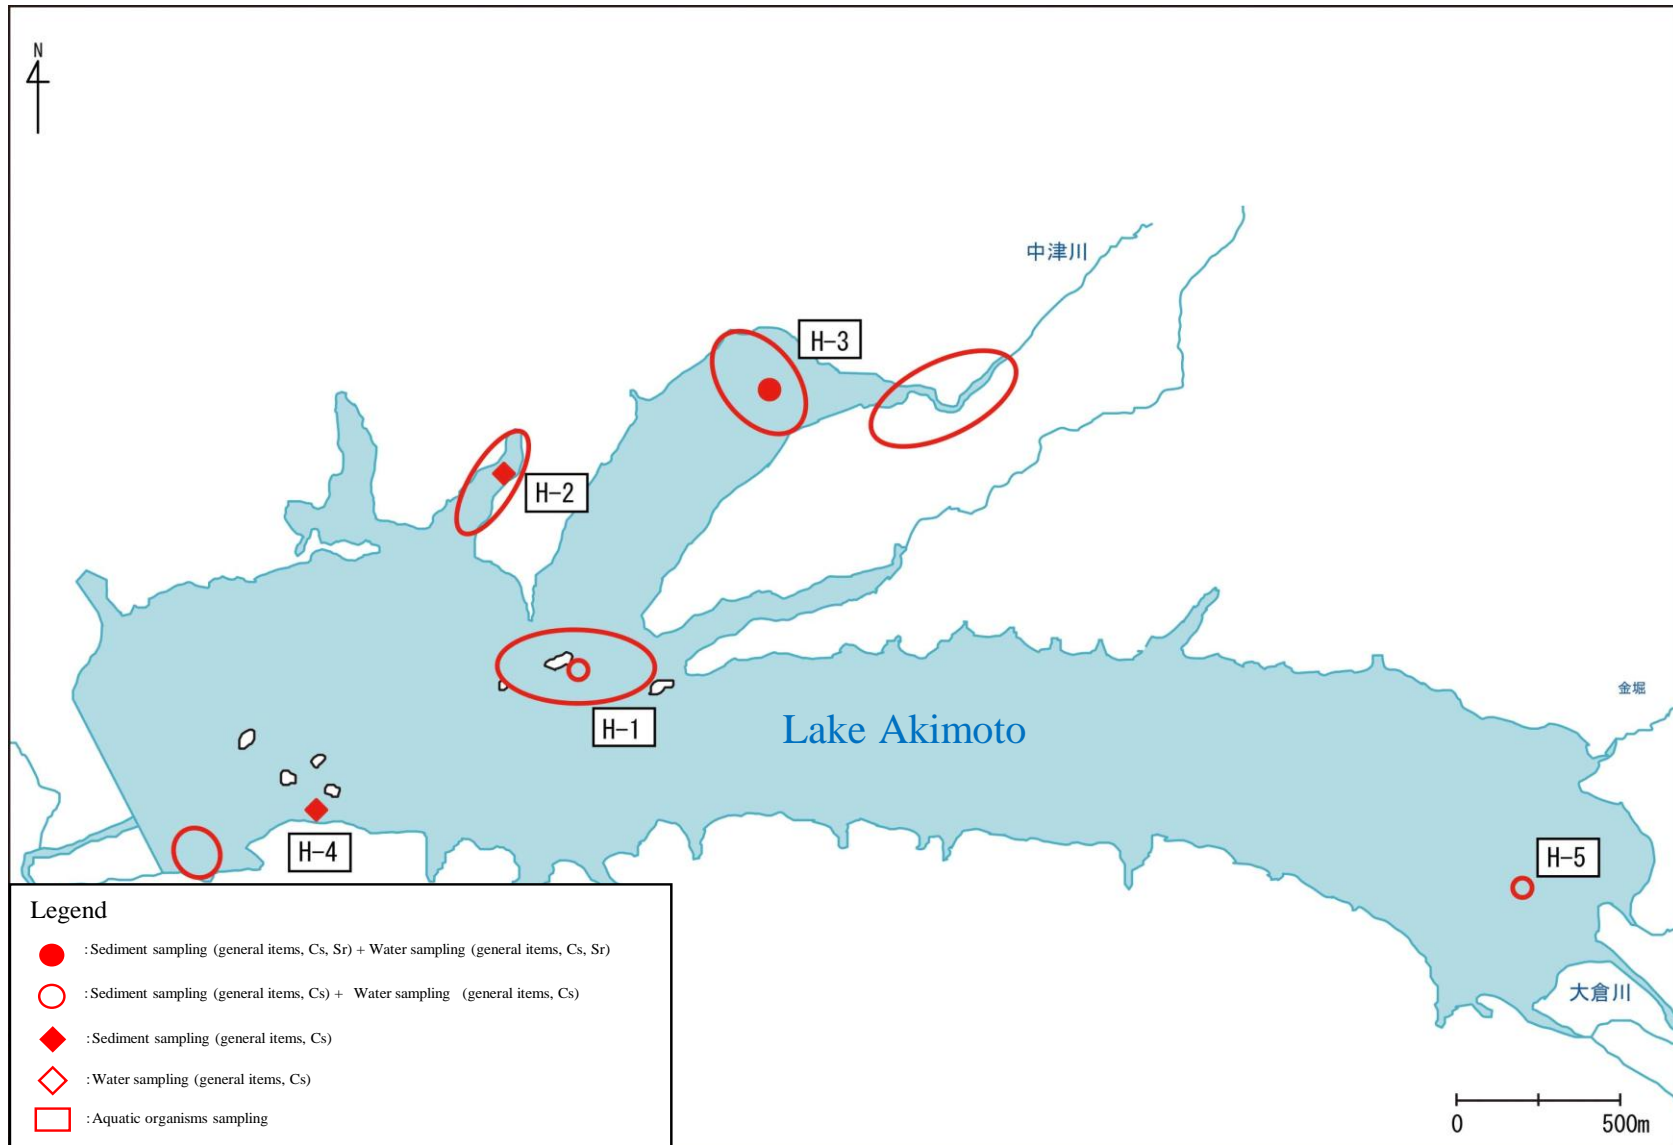 N
中津川
H-3
H-2
金堀
H-1
Lake Akimoto
H-4
H-5
大倉川
Legend
:Sediment sampling (general items, Cs, Sr) + Water sampling (general items, Cs, Sr)
:Sediment sampling (general items, Cs) + Water sampling (general items, Cs)
:Sediment sampling (general items, Cs)
:Water sampling (general items, Cs)
:Aquatic organisms sampling
0 500m